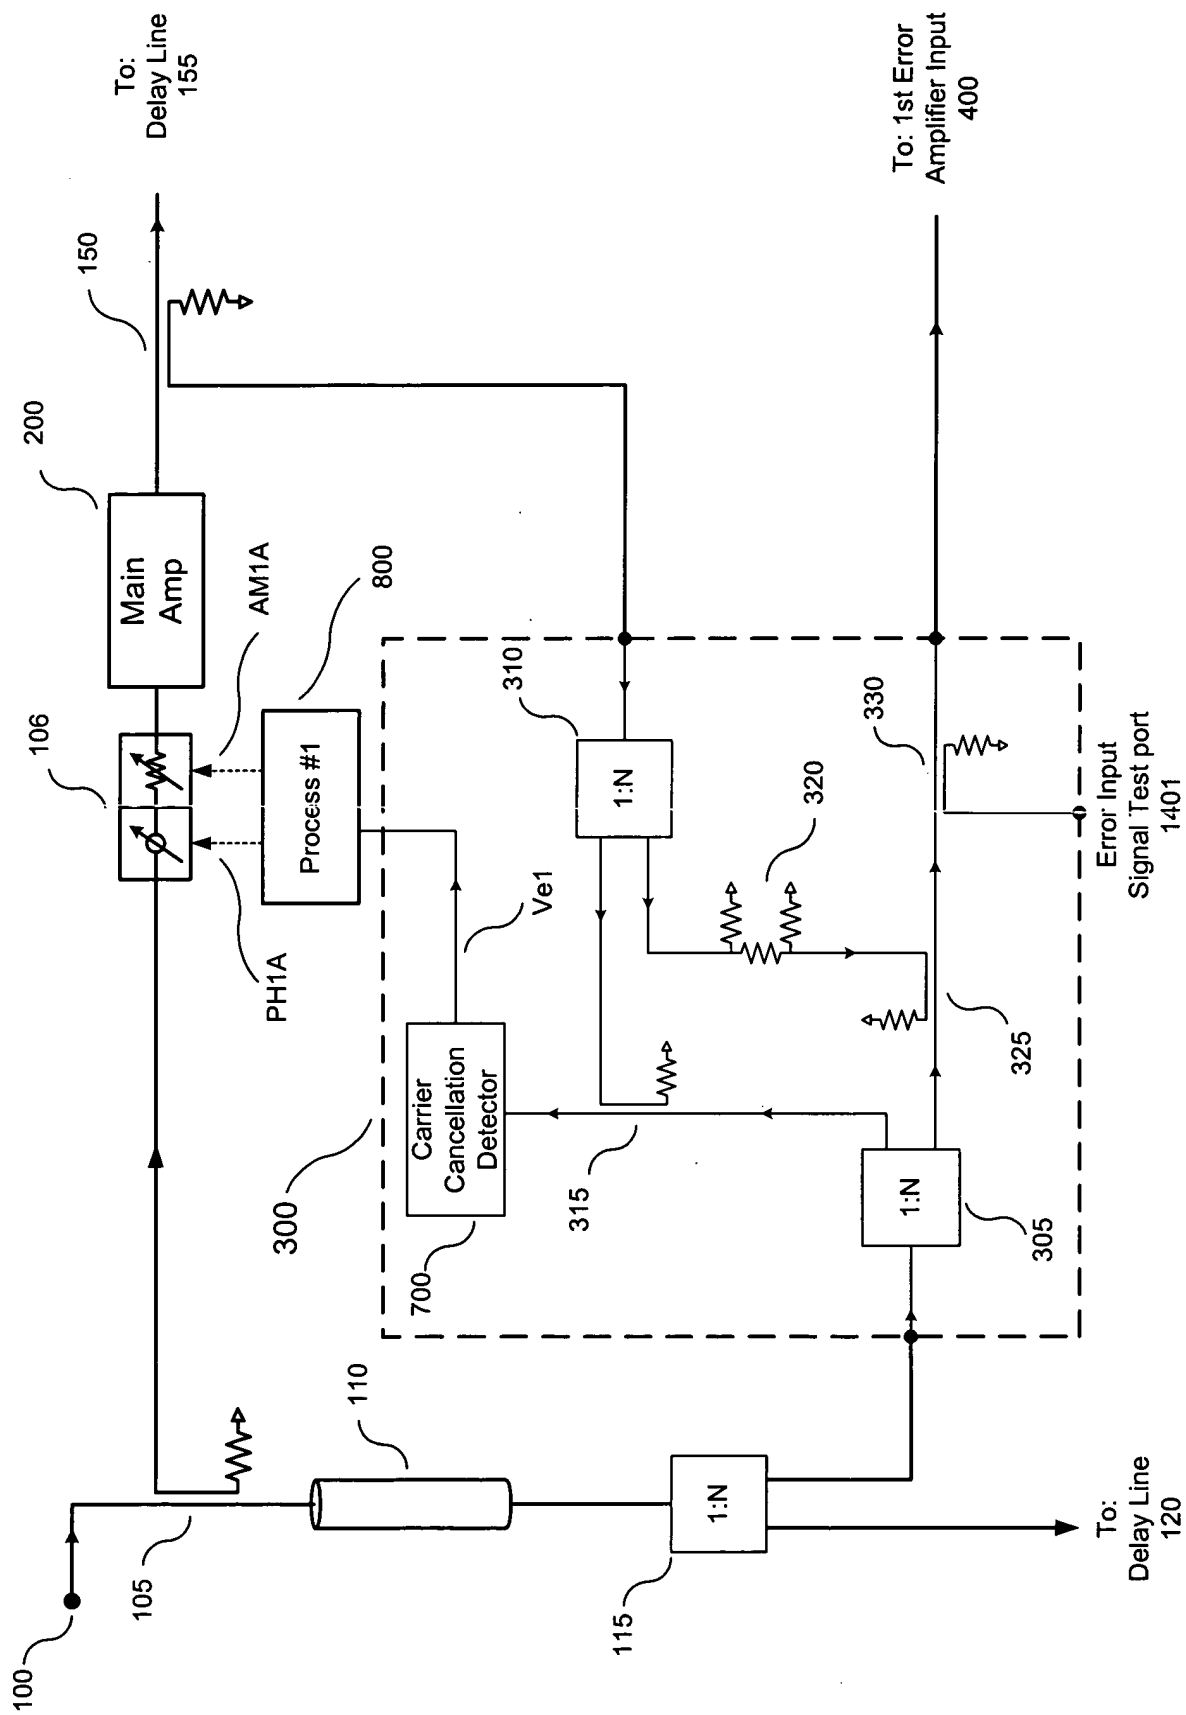 To:
Delay Line
155
150
200
Main
Amp
106
AM1A
800
Process #1
PH1A
To: 1st Error
Amplifier Input
400
310
1:N
330
320
Error Input
Signal Test port
1401
Ve1
Carrier
Cancellation
Detector
300
700
315
325
1:N
305
110
105
100
1:N
115
To:
Delay Line
120